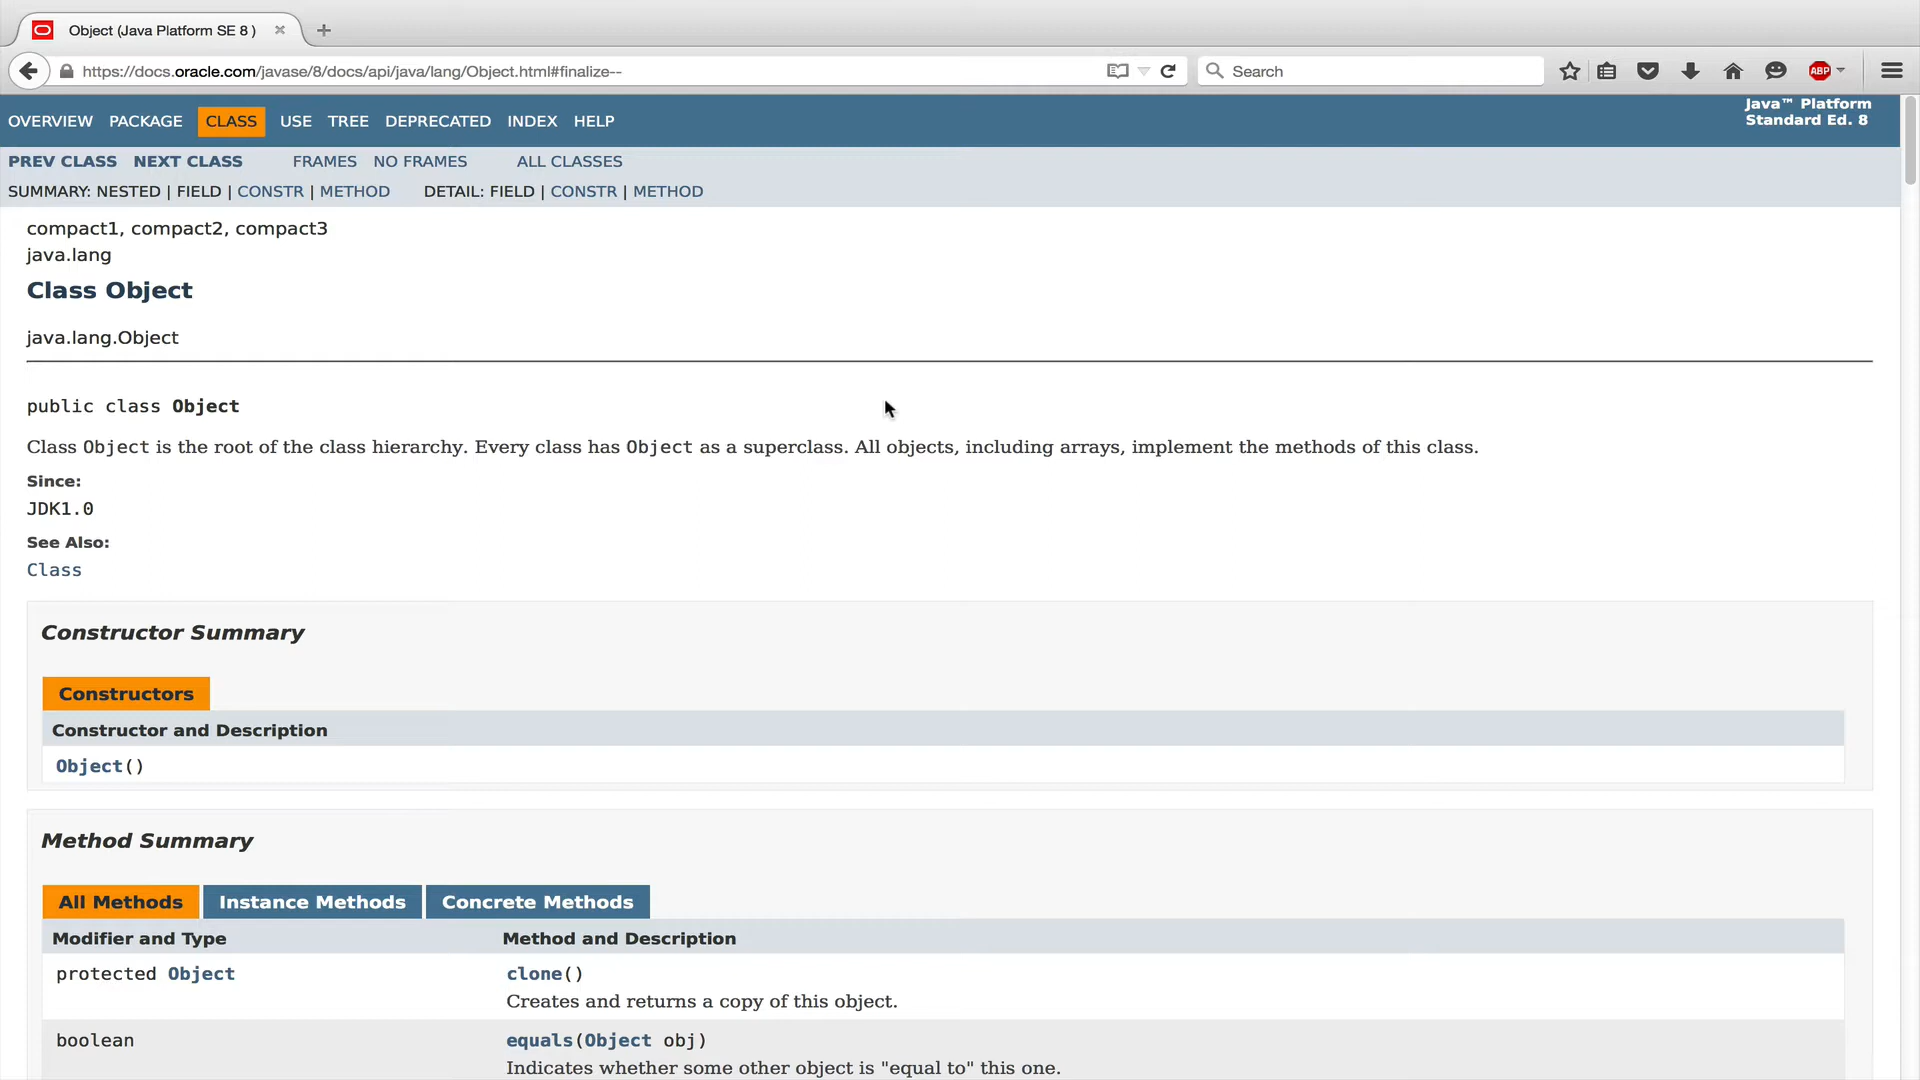 Object (Java Platform SE 8 )
https://docs.oracle.com/javase/8/docs/api/java/lang/Object.html#finalize--
Search
ABP
OVERVIEW PACKAGE CLASS USE TREE DEPRECATED INDEX HELP
Java™ Platform
Standard Ed. 8
PREV CLASS NEXT CLASS FRAMES NO FRAMES ALL CLASSES
SUMMARY: NESTED | FIELD | CONSTR | METHOD DETAIL: FIELD | CONSTR | METHOD
compact1, compact2, compact3
java.lang
Class Object
java.lang.Object
public class Object
Class Object is the root of the class hierarchy. Every class has Object as a superclass. All objects, including arrays, implement the methods of this class.
Since:
JDK1.0
See Also:
Class
Constructor Summary
Constructors
Constructor and Description
Object()
Method Summary
All Methods Instance Methods Concrete Methods
Modifier and Type Method and Description
protected Object clone()
Creates and returns a copy of this object.
boolean equals(Object obj)
Indicates whether some other object is "equal to" this one.